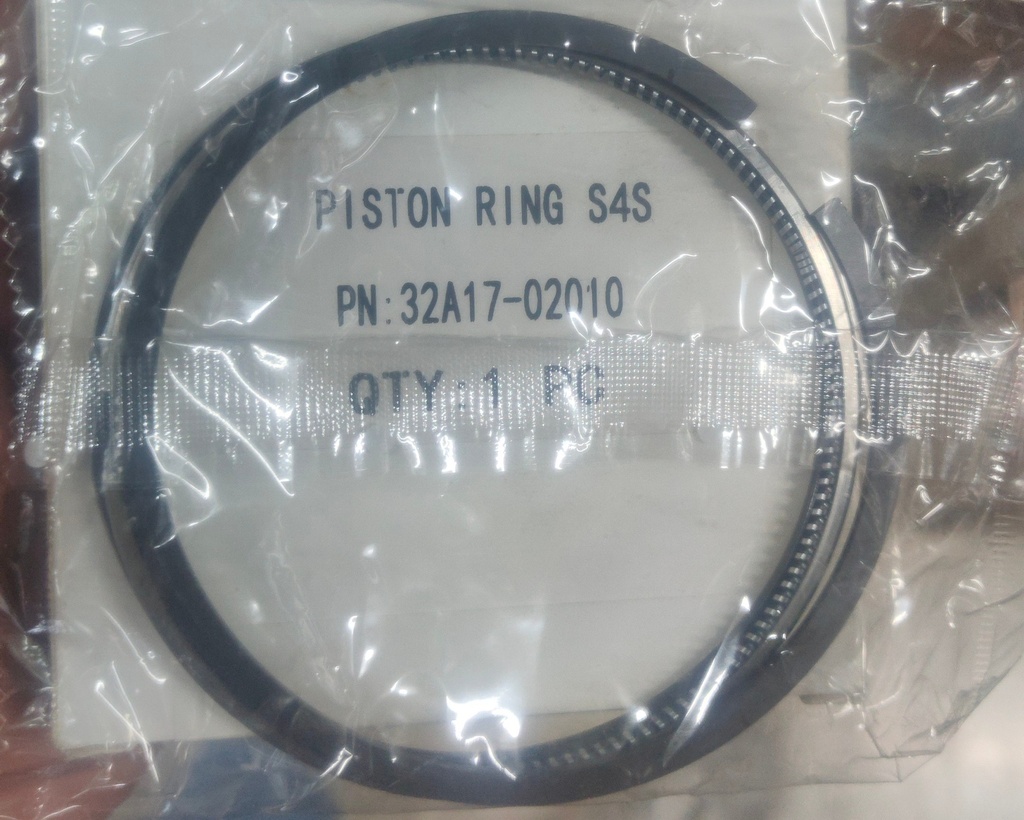 PISTON RING S4S
PN:32A17-02010
QTY:1 PC